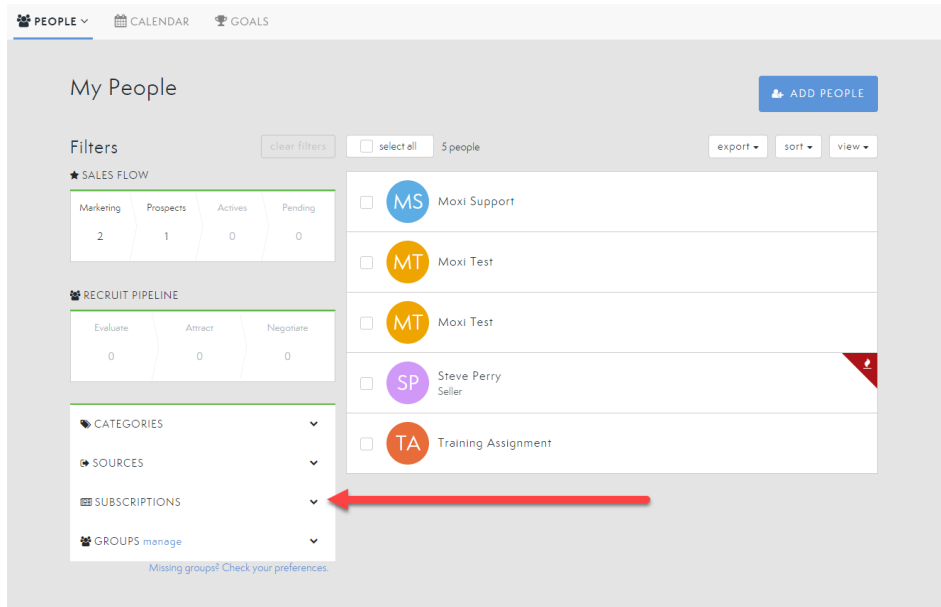 PEOPLE CALENDAR GOALS
My People
ADD PEOPLE
Filters clear filters select all 5 people export sort view
SALES FLOW
Marketing Prospects Actives Pending
2 1 0 0
RECRUIT PIPELINE
Evaluate Attract Negotiate
0 0 0
CATEGORIES
SOURCES
SUBSCRIPTIONS
GROUPS manage
Missing groups? Check your preferences.
MS Moxi Support
MT Moxi Test
MT Moxi Test
SP Steve Perry
Seller
TA Training Assignment